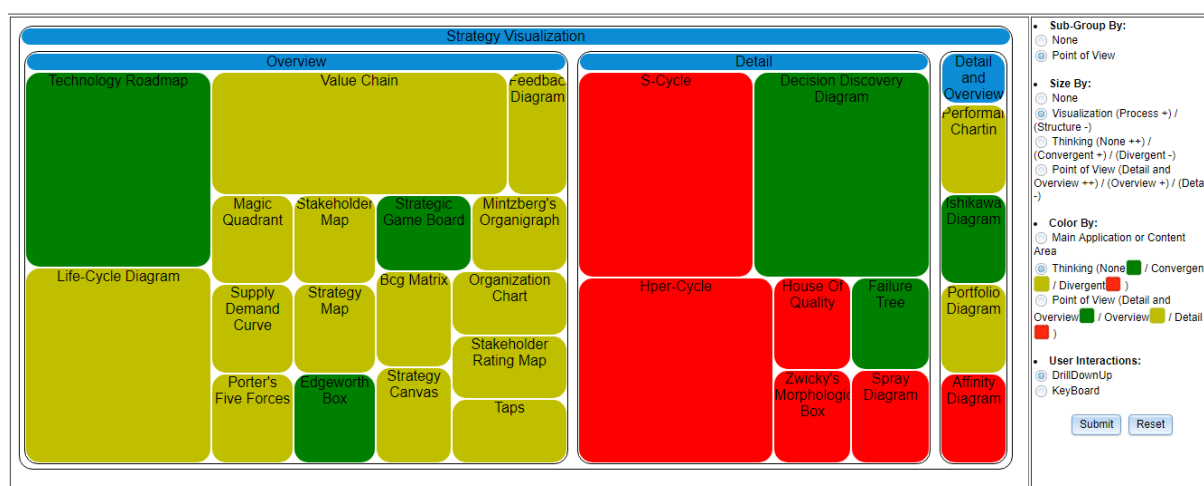 Strategy Visualization
Overview
Technology Roadmap
Value Chain
Feedbac
Diagram
Magic
Quadrant
Stakeholder
Map
Strategic
Game Board
Mintzberg's
Organigraph
Life-Cycle Diagram
Supply
Demand
Curve
Strategy
Map
Bcg Matrix
Organization
Chart
Stakeholder
Rating Map
Porter's
Five Forces
Edgeworth
Box
Strategy
Canvas
Taps
Detail
S-Cycle
Decision Discovery
Diagram
Hper-Cycle
House Of
Quality
Failure
Tree
Zwicky's
Morphologic
Box
Spray
Diagram
Detail
and
Overview
Performan
Chartin
Ishikawa
Diagram
Portfolio
Diagram
Affinity
Diagram
Sub-Group By:
None
Point of View
Size By:
None
Visualization (Process +) /
(Structure -)
Thinking (None ++) /
(Convergent +) / (Divergent -)
Point of View (Detail and
Overview ++) / (Overview +) / (Deta
-)
Color By:
Main Application or Content
Area
Thinking (None / Convergen
/ Divergent )
Point of View (Detail and
Overview / Overview / Detail
)
User Interactions:
DrillDownUp
KeyBoard
Submit Reset